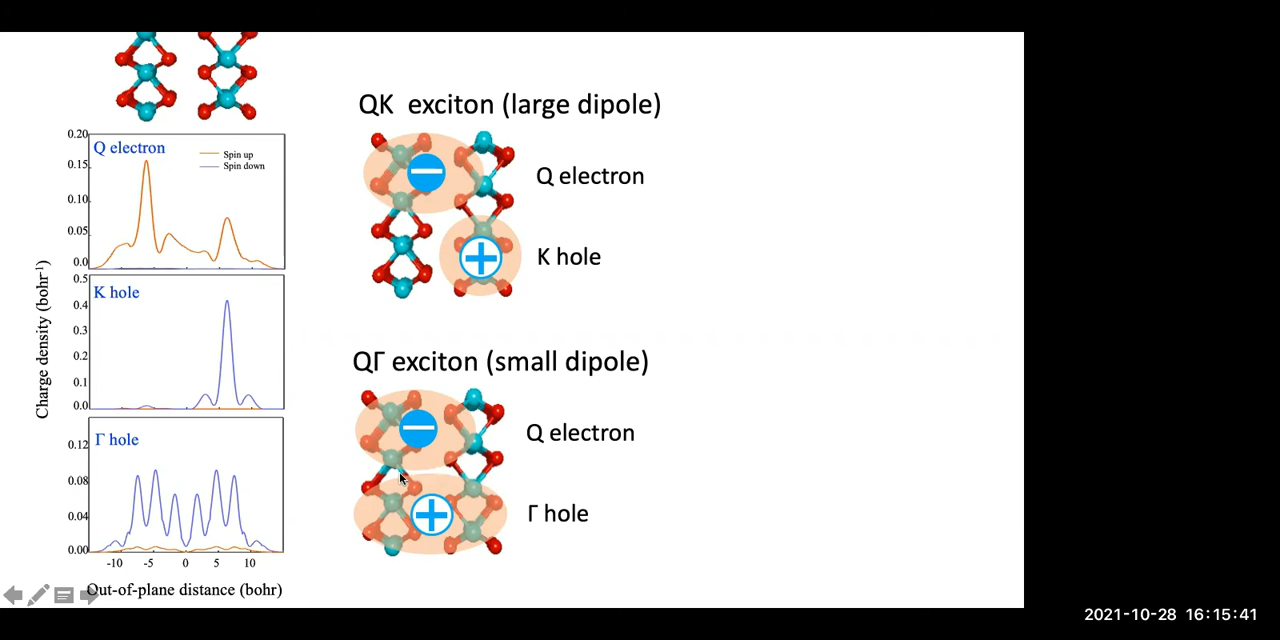 QK exciton (large dipole)
Q electron
K hole
QΓ exciton (small dipole)
Q electron
Γ hole
Q electron
Spin up
Spin down
0.20
0.15
0.10
0.05
0.0
K hole
0.5
0.4
0.3
0.2
0.1
0.0
Γ hole
0.12
0.08
0.04
0.00
-10 -5 0 5 10
Charge density (bohr⁻¹)
Out-of-plane distance (bohr)
2021-10-28 16:15:41